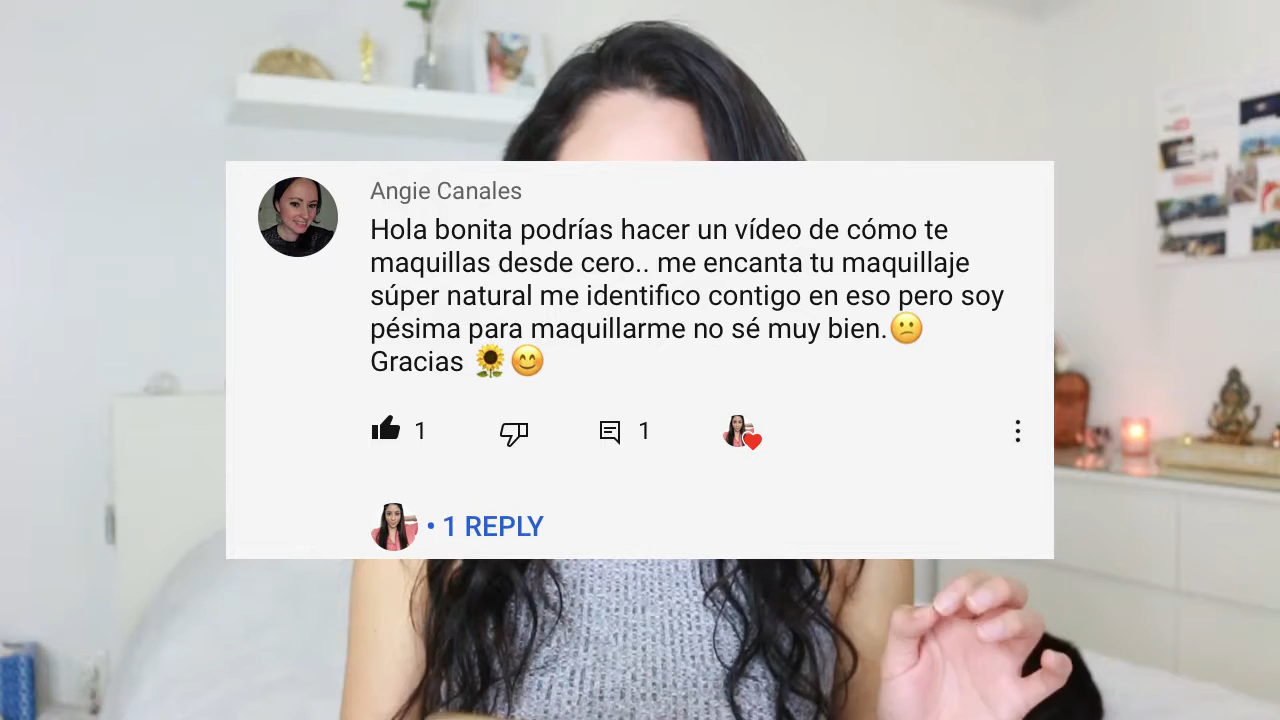 Angie Canales
Hola bonita podrías hacer un vídeo de cómo te
maquillas desde cero.. me encanta tu maquillaje
súper natural me identifico contigo en eso pero soy
pésima para maquillarme no sé muy bien.😕
Gracias 🌻😊
1
1
• 1 REPLY